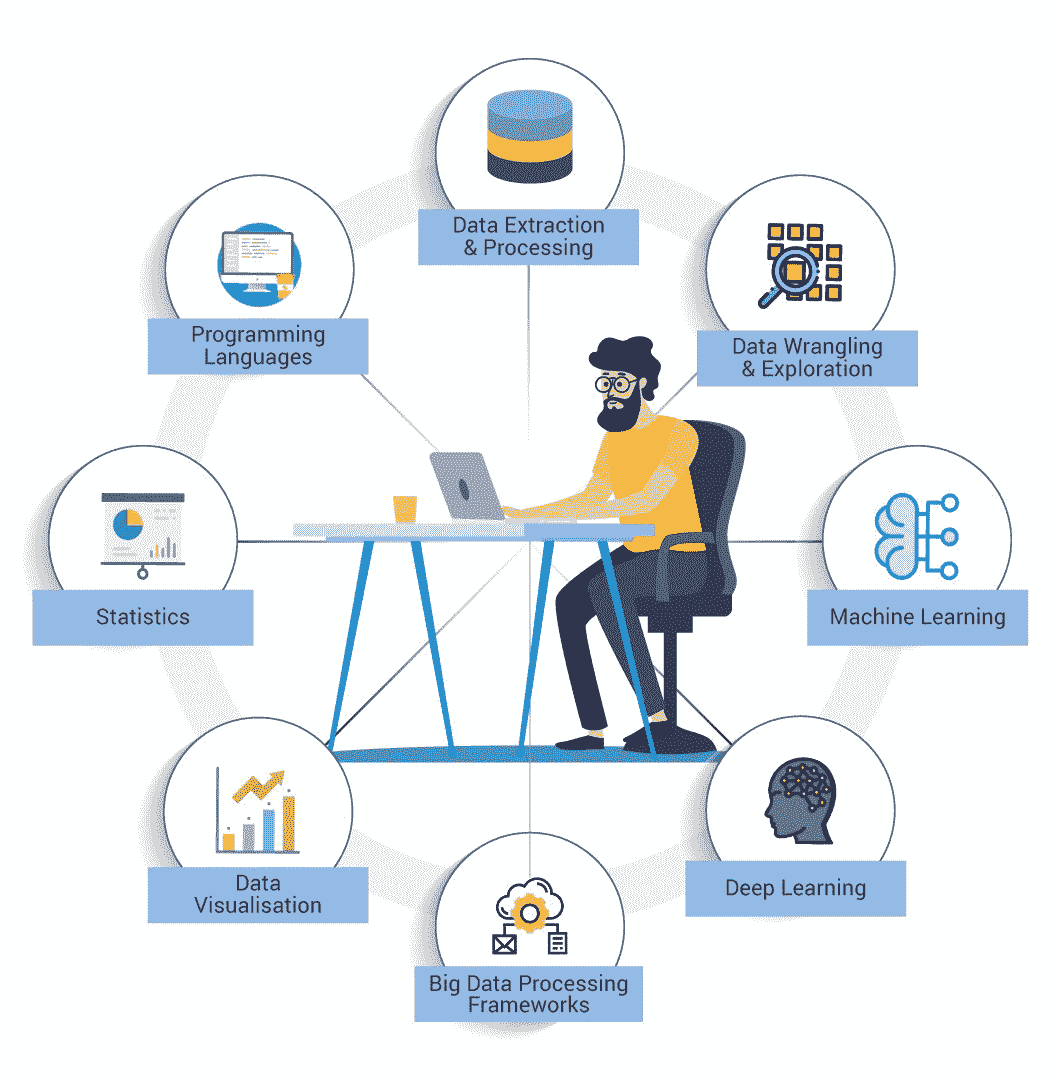 Data Extraction
& Processing
Programming
Languages
Data Wrangling
& Exploration
Statistics
Machine Learning
Data
Visualisation
Deep Learning
Big Data Processing
Frameworks